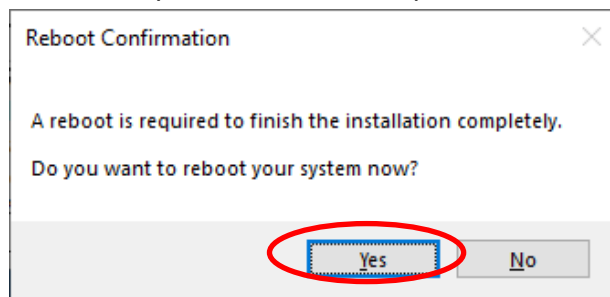 Reboot Confirmation
A reboot is required to finish the installation completely.
Do you want to reboot your system now?
Yes No